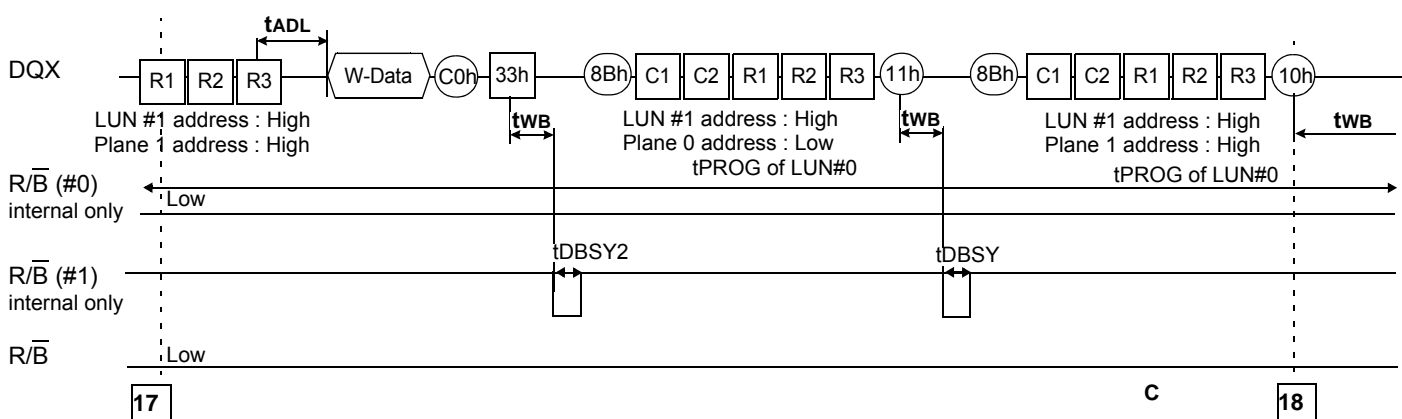 tADL
DQX R1 R2 R3 W-Data C0h 33h 8Bh C1 C2 R1 R2 R3 11h 8Bh C1 C2 R1 R2 R3 10h
tWB tWB tWB
LUN #1 address : High
Plane 1 address : High
LUN #1 address : High
Plane 0 address : Low
LUN #1 address : High
Plane 1 address : High
tPROG of LUN#0 tPROG of LUN#0
R/B (#0)
internal only
Low
tDBSY2 tDBSY
R/B (#1)
internal only
R/B
Low
17 C 18